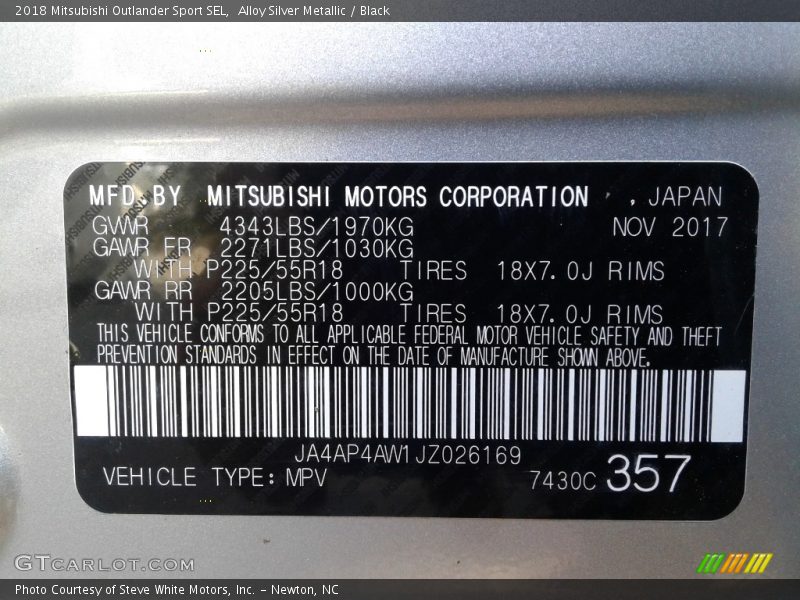 2018 Mitsubishi Outlander Sport SEL,  Alloy Silver Metallic / Black
MFD BY MITSUBISHI MOTORS CORPORATION , JAPAN
GVWR 4343LBS/1970KG NOV 2017
GAWR FR 2271LBS/1030KG
WITH P225/55R18 TIRES 18X7.0J RIMS
GAWR RR 2205LBS/1000KG
WITH P225/55R18 TIRES 18X7.0J RIMS
THIS VEHICLE CONFORMS TO ALL APPLICABLE FEDERAL MOTOR VEHICLE SAFETY AND THEFT
PREVENTION STANDARDS IN EFFECT ON THE DATE OF MANUFACTURE SHOWN ABOVE.
JA4AP4AW1JZ026169
VEHICLE TYPE: MPV 7430C 357
GTCARLOT.COM
Photo Courtesy of Steve White Motors, Inc. – Newton, NC